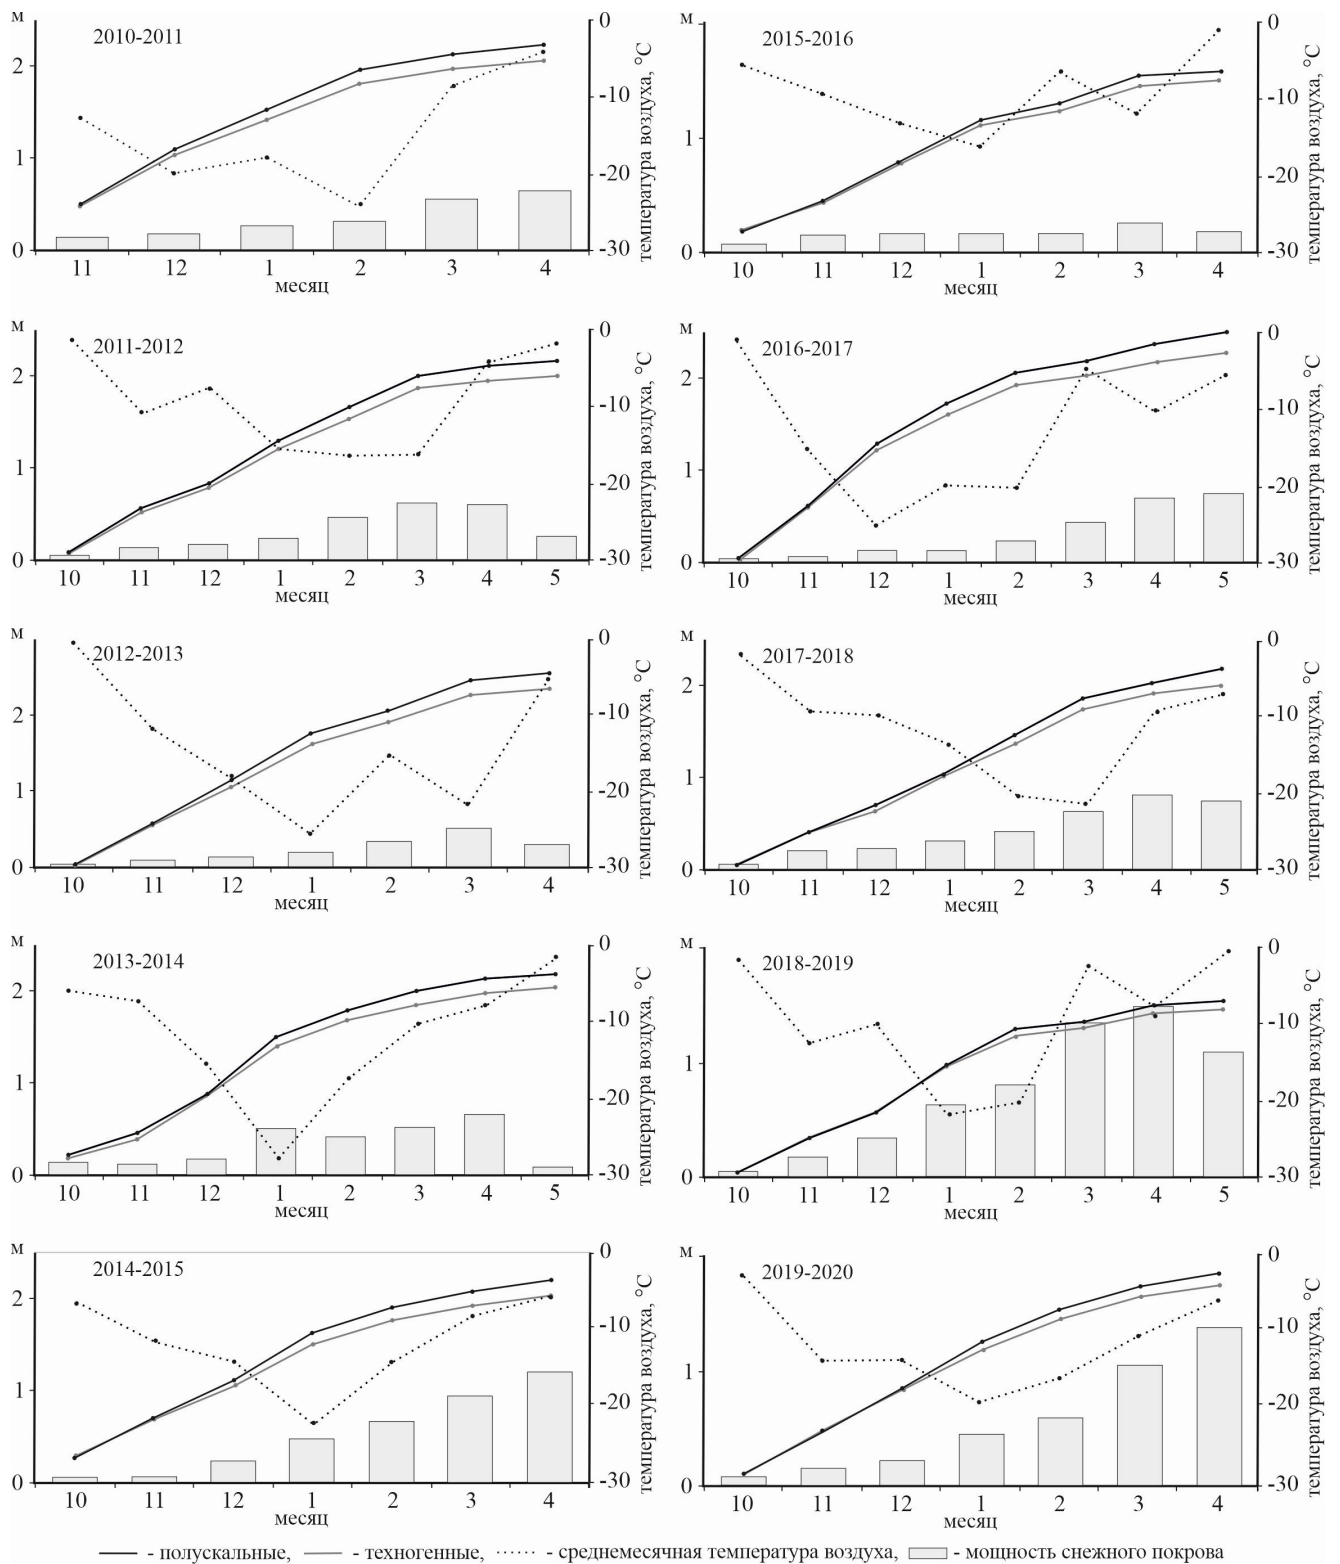 м 2010-2011 0
2 -10
1 -20
0 -30
11 12 1 2 3 4
месяц
температура воздуха, °C
м 2015-2016 0
-10
1
-20
0 -30
10 11 12 1 2 3 4
месяц
температура воздуха, °C
м 2011-2012 0
2 -10
1 -20
0 -30
10 11 12 1 2 3 4 5
месяц
температура воздуха, °C
м 2016-2017 0
2 -10
1 -20
0 -30
10 11 12 1 2 3 4 5
месяц
температура воздуха, °C
м 2012-2013 0
2 -10
1 -20
0 -30
10 11 12 1 2 3 4
месяц
температура воздуха, °C
м 2017-2018 0
2 -10
1 -20
0 -30
10 11 12 1 2 3 4 5
месяц
температура воздуха, °C
м 2013-2014 0
2 -10
1 -20
0 -30
10 11 12 1 2 3 4 5
месяц
температура воздуха, °C
м 2018-2019 0
-10
1
-20
0 -30
10 11 12 1 2 3 4 5
месяц
температура воздуха, °C
м 2014-2015 0
2 -10
1 -20
0 -30
10 11 12 1 2 3 4
месяц
температура воздуха, °C
м 2019-2020 0
-10
1
-20
0 -30
10 11 12 1 2 3 4
месяц
температура воздуха, °C
- полускальные, - техногенные, - среднемесячная температура воздуха, - мощность снежного покрова